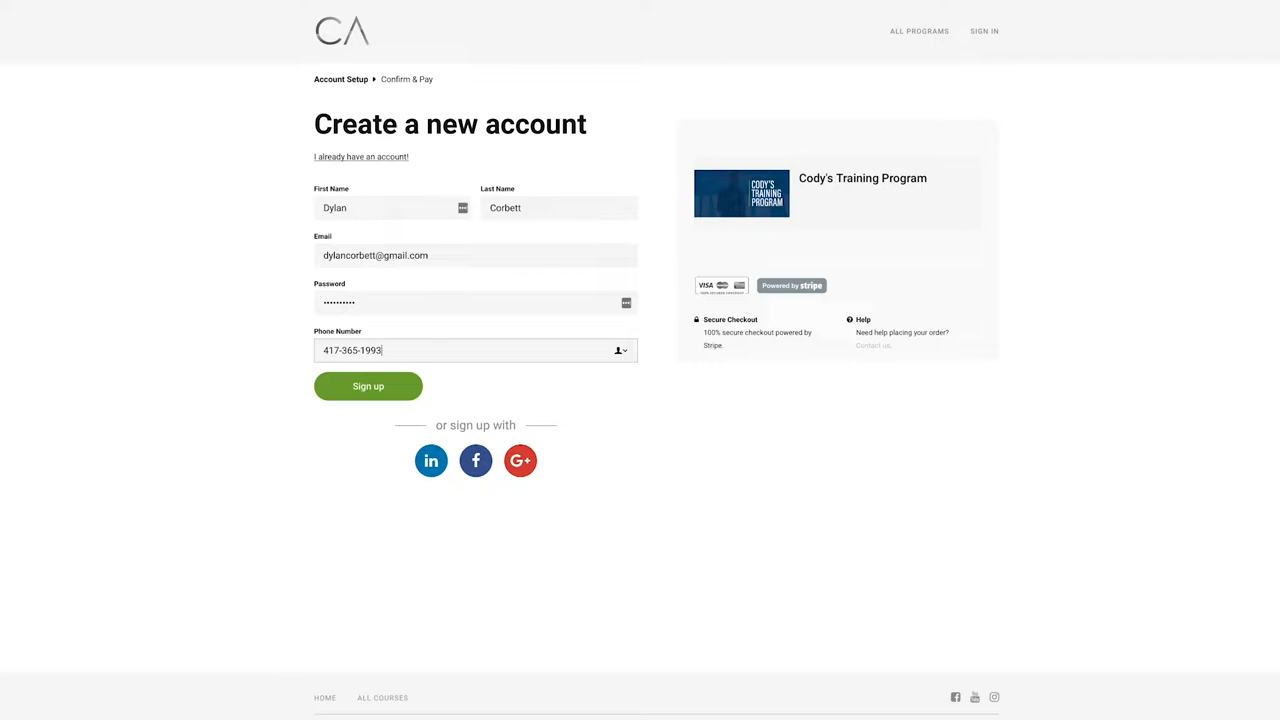 CA
ALL PROGRAMS
SIGN IN
Account Setup
Confirm & Pay
Create a new account
I already have an account!
First Name
Last Name
Dylan
Corbett
Email
dylancorbett@gmail.com
Password
••••••••••
Phone Number
417-365-1993
Sign up
or sign up with
in
f
G+
CODY'S
TRAINING
PROGRAM
Cody's Training Program
VISA
Powered by stripe
Secure Checkout
100% secure checkout powered by
Stripe.
Help
Need help placing your order?
Contact us.
HOME
ALL COURSES